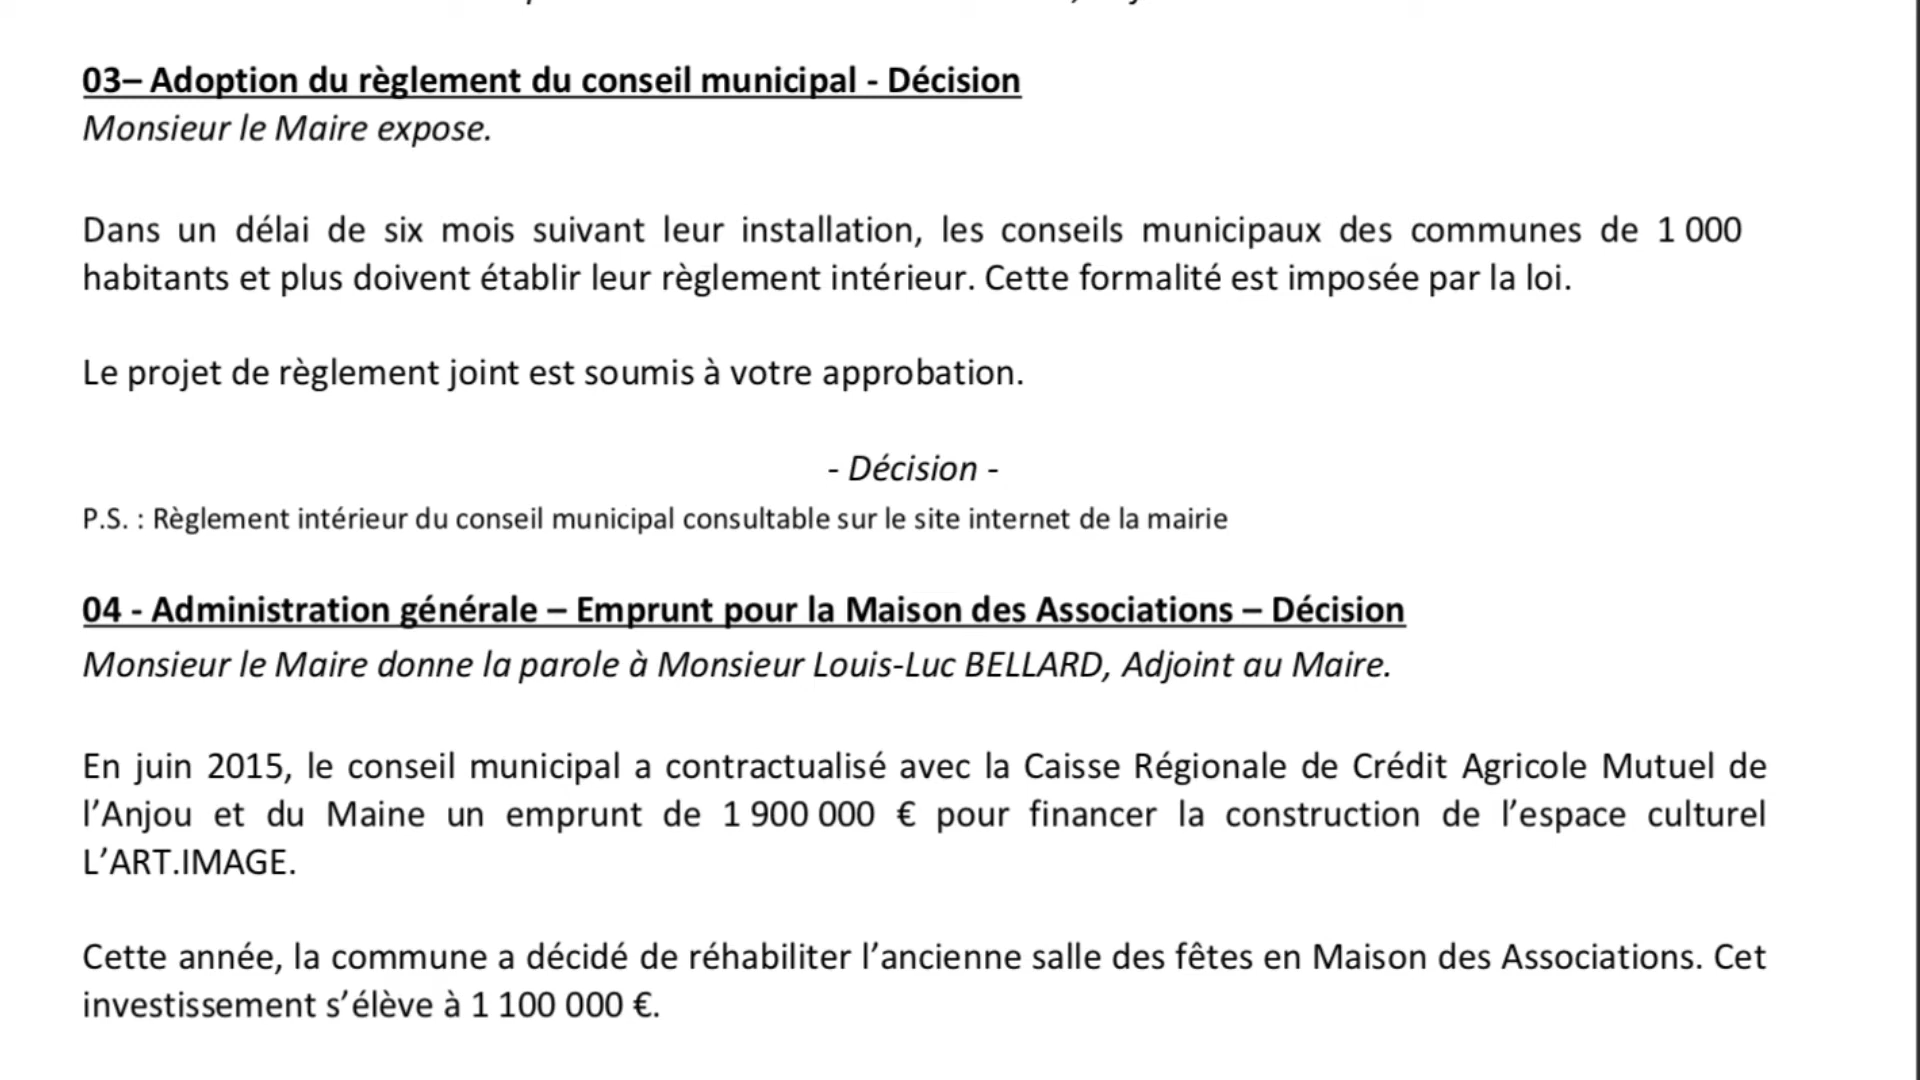 03– Adoption du règlement du conseil municipal - Décision
Monsieur le Maire expose.
Dans un délai de six mois suivant leur installation, les conseils municipaux des communes de 1 000
habitants et plus doivent établir leur règlement intérieur. Cette formalité est imposée par la loi.
Le projet de règlement joint est soumis à votre approbation.
- Décision -
P.S. : Règlement intérieur du conseil municipal consultable sur le site internet de la mairie
04 - Administration générale – Emprunt pour la Maison des Associations – Décision
Monsieur le Maire donne la parole à Monsieur Louis-Luc BELLARD, Adjoint au Maire.
En juin 2015, le conseil municipal a contractualisé avec la Caisse Régionale de Crédit Agricole Mutuel de
l’Anjou et du Maine un emprunt de 1 900 000 € pour financer la construction de l’espace culturel
L’ART.IMAGE.
Cette année, la commune a décidé de réhabiliter l’ancienne salle des fêtes en Maison des Associations. Cet
investissement s’élève à 1 100 000 €.